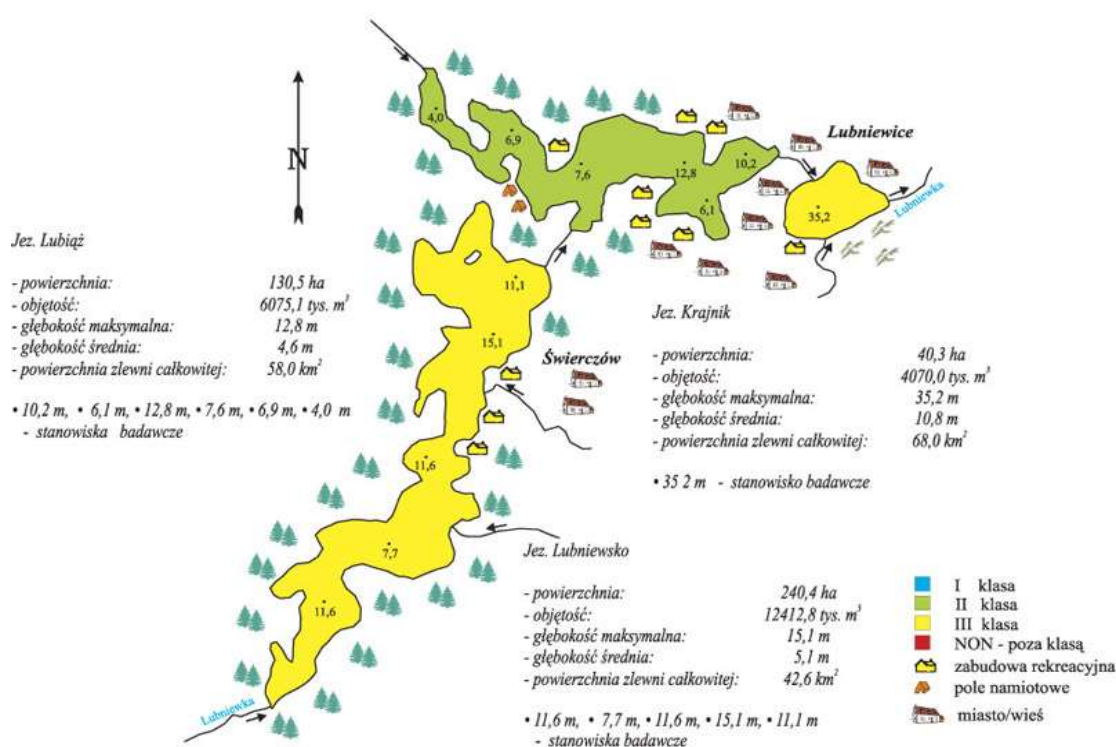 4,0
6,9
7,6
12,8
10,2
6,1
Lubniewice
35,2
Lubniewka
N
Jez. Lubiąż
- powierzchnia: 130,5 ha
- objętość: 6075,1 tys. m³
- głębokość maksymalna: 12,8 m
- głębokość średnia: 4,6 m
- powierzchnia zlewni całkowitej: 58,0 km²
• 10,2 m, • 6,1 m, • 12,8 m, • 7,6 m, • 6,9 m, • 4,0 m
- stanowiska badawcze
11,1
15,1
Świerczów
11,6
7,7
11,6
Lubniewka
Jez. Krajnik
- powierzchnia: 40,3 ha
- objętość: 4070,0 tys. m³
- głębokość maksymalna: 35,2 m
- głębokość średnia: 10,8 m
- powierzchnia zlewni całkowitej: 68,0 km²
• 35 2 m - stanowisko badawcze
Jez. Lubniewsko
- powierzchnia: 240,4 ha
- objętość: 12412,8 tys. m³
- głębokość maksymalna: 15,1 m
- głębokość średnia: 5,1 m
- powierzchnia zlewni całkowitej: 42,6 km²
• 11,6 m, • 7,7 m, • 11,6 m, • 15,1 m, • 11,1 m
- stanowiska badawcze
I klasa
II klasa
III klasa
NON - poza klasą
zabudowa rekreacyjna
pole namiotowe
miasto/wieś